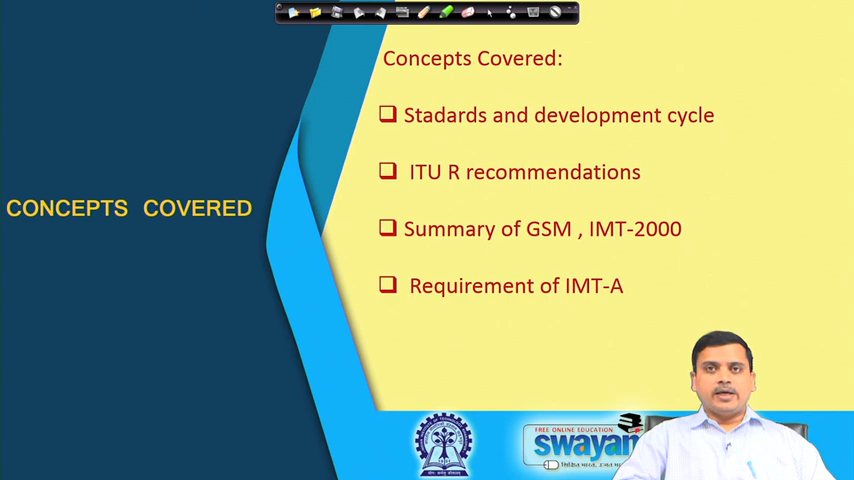 Concepts Covered:
❑ Stadards and development cycle
❑ ITU R recommendations
CONCEPTS COVERED
❑ Summary of GSM , IMT-2000
❑ Requirement of IMT-A
FREE ONLINE EDUCATION
swayam